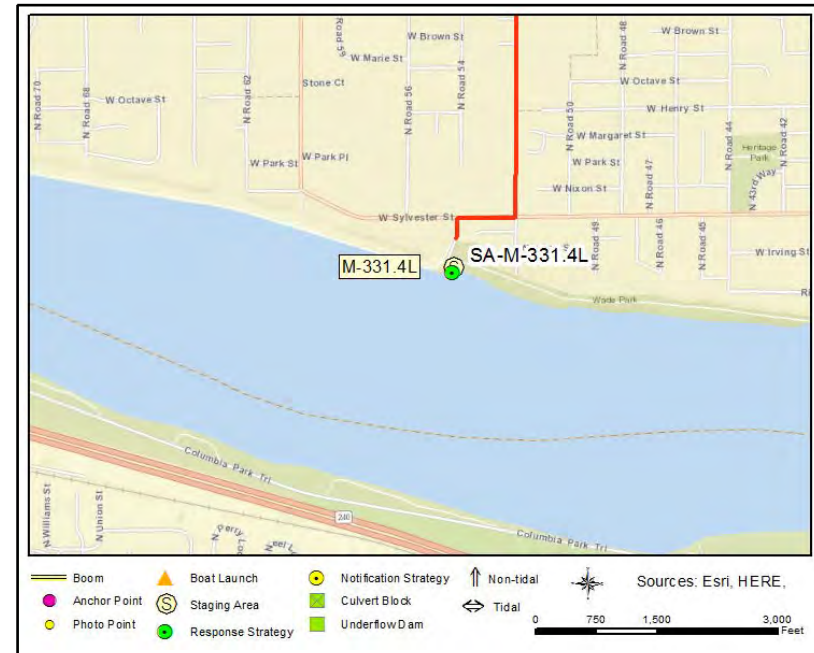 N Road 70
N Road 68
W Octave St
N Road 62
W Park St
W Park Pl
Stone Ct
W Marie St
N Road 56
W Brown St
N Road 54
W Sylvester St
N Road 48
W Brown St
W Octave St
W Henry St
N Road 50
W Margaret St
W Park St
N Road 47
W Nixon St
N Road 44
Heritage
Park
N 43rd Way
N Road 42
N Road 49
N Road 46
N Road 45
W Irving St
SA-M-331.4L
M-331.4L
Wade Park
Columbia Park Trl
240
Columbia Park Trl
N Williams St
N Union St
Boom
Anchor Point
Photo Point
Boat Launch
Staging Area
S
Response Strategy
Notification Strategy
Culvert Block
Underflow Dam
Non-tidal
Tidal
Sources: Esri, HERE,
0 750 1,500 3,000
Feet